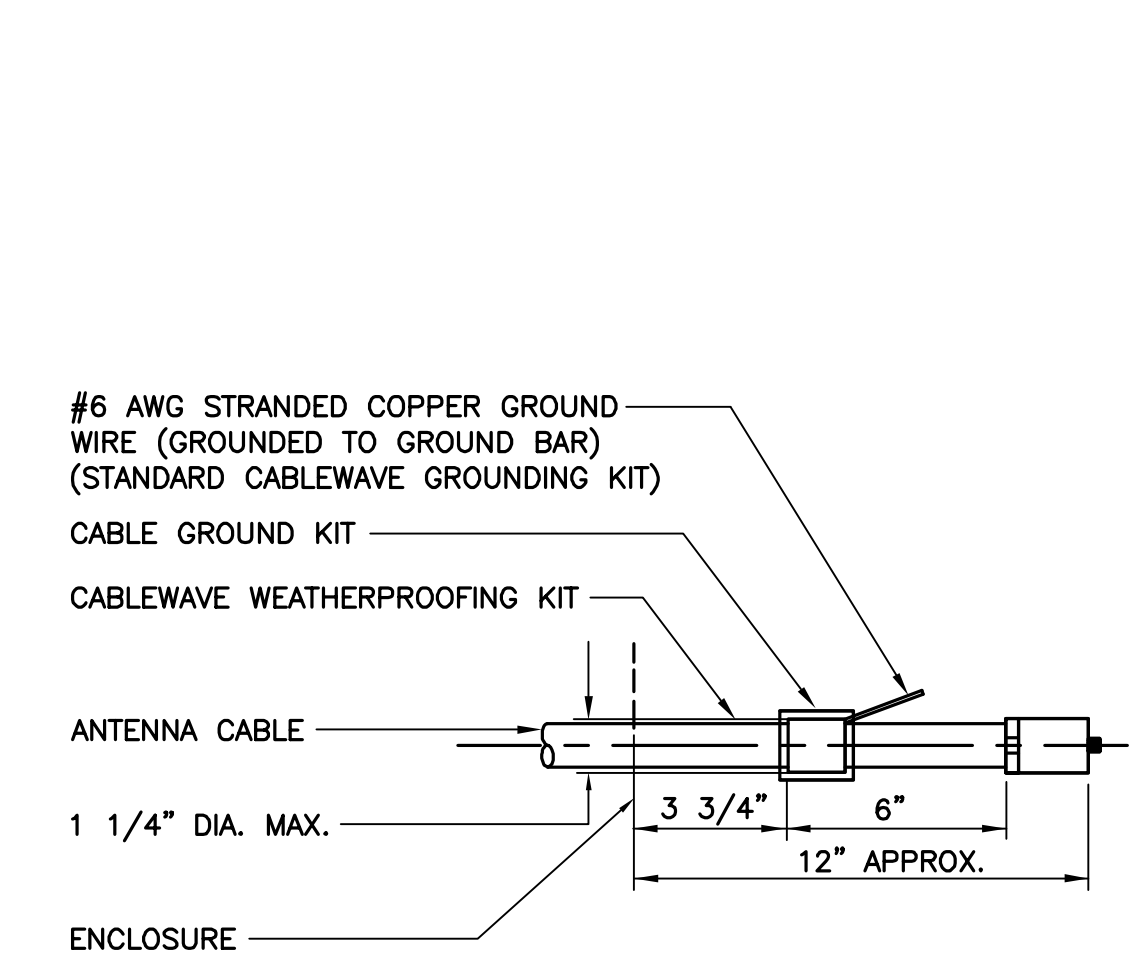 #6 AWG STRANDED COPPER GROUND
WIRE (GROUNDED TO GROUND BAR)
(STANDARD CABLEWAVE GROUNDING KIT)
CABLE GROUND KIT
CABLEWAVE WEATHERPROOFING KIT
ANTENNA CABLE
3 3/4” 6”
1 1/4” DIA. MAX.
12” APPROX.
ENCLOSURE